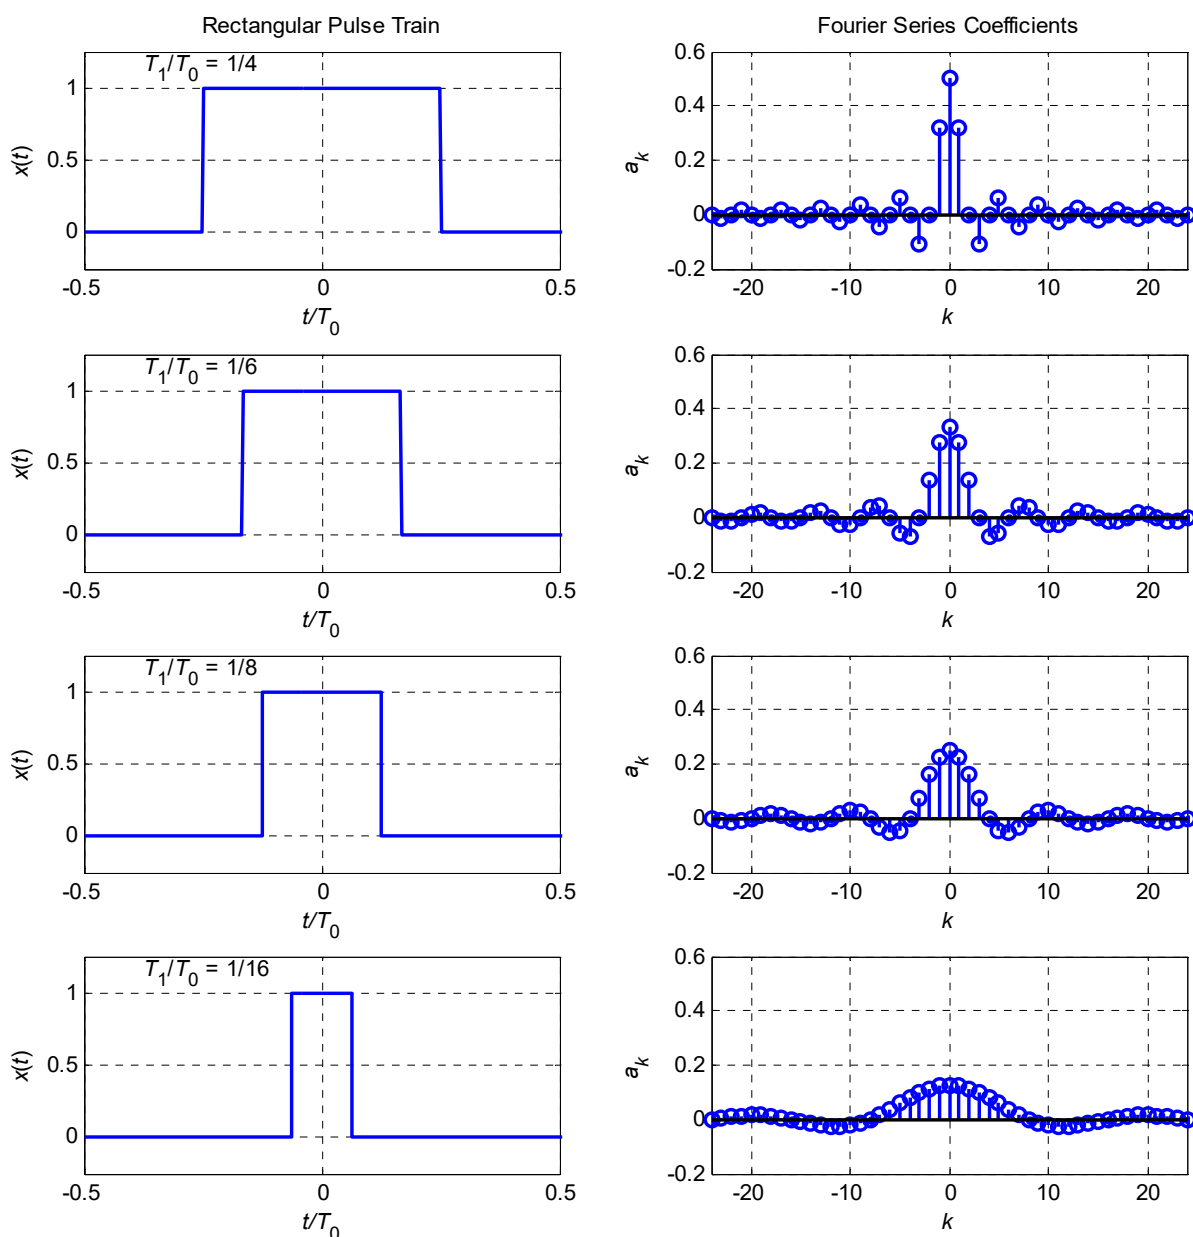 Rectangular Pulse Train
Fourier Series Coefficients
T1/T0 = 1/4
1
0.5
0
x(t)
-0.5
0
0.5
t/T0
0.6
0.4
0.2
0
-0.2
ak
-20
-10
0
10
20
k
T1/T0 = 1/6
1
0.5
0
x(t)
-0.5
0
0.5
t/T0
0.6
0.4
0.2
0
-0.2
ak
-20
-10
0
10
20
k
T1/T0 = 1/8
1
0.5
0
x(t)
-0.5
0
0.5
t/T0
0.6
0.4
0.2
0
-0.2
ak
-20
-10
0
10
20
k
T1/T0 = 1/16
1
0.5
0
x(t)
-0.5
0
0.5
t/T0
0.6
0.4
0.2
0
-0.2
ak
-20
-10
0
10
20
k